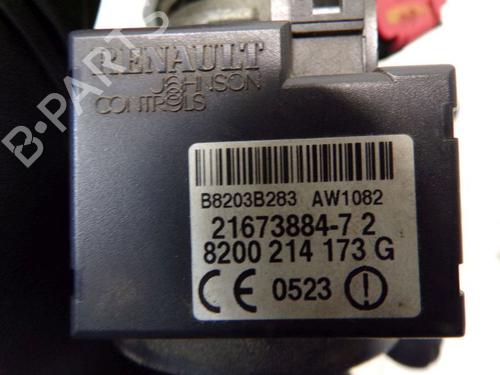 RENAULT
JOHNSON
CONTROLS
B8203B283 AW1082
21673884-7 2
8200 214 173 G
CE 0523
B-PARTS